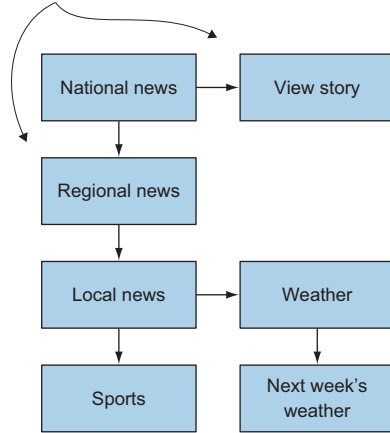 National news
View story
Regional news
Local news
Weather
Sports
Next week's
weather